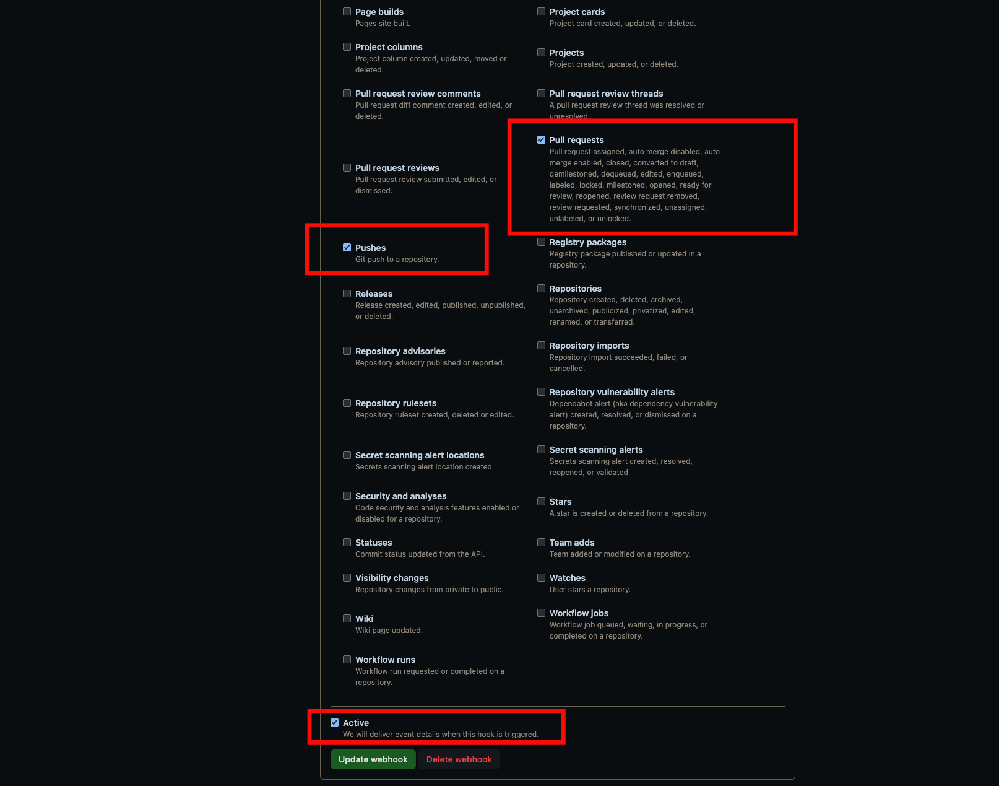 Page builds
Pages site built.
Project cards
Project card created, updated, or deleted.
Project columns
Project column created, updated, moved or
deleted.
Projects
Project created, updated, or deleted.
Pull request review comments
Pull request diff comment created, edited, or
deleted.
Pull request review threads
A pull request review thread was resolved or
unresolved.
Pull request reviews
Pull request review submitted, edited, or
dismissed.
Pull requests
Pull request assigned, auto merge disabled, auto
merge enabled, closed, converted to draft,
demilestoned, dequeued, edited, enqueued,
labeled, locked, milestoned, opened, ready for
review, reopened, review request removed,
review requested, synchronized, unassigned,
unlabeled, or unlocked.
Pushes
Git push to a repository.
Registry packages
Registry package published or updated in a
repository.
Releases
Release created, edited, published, unpublished,
or deleted.
Repositories
Repository created, deleted, archived,
unarchived, publicized, privatized, edited,
renamed, or transferred.
Repository advisories
Repository advisory published or reported.
Repository imports
Repository import succeeded, failed, or
cancelled.
Repository rulesets
Repository ruleset created, deleted or edited.
Repository vulnerability alerts
Dependabot alert (aka dependency vulnerability
alert) created, resolved, or dismissed on a
repository.
Secret scanning alert locations
Secrets scanning alert location created
Secret scanning alerts
Secrets scanning alert created, resolved,
reopened, or validated
Security and analyses
Code security and analysis features enabled or
disabled for a repository.
Stars
A star is created or deleted from a repository.
Statuses
Commit status updated from the API.
Team adds
Team added or modified on a repository.
Visibility changes
Repository changes from private to public.
Watches
User stars a repository.
Wiki
Wiki page updated.
Workflow jobs
Workflow job queued, waiting, in progress, or
completed on a repository.
Workflow runs
Workflow run requested or completed on a
repository.
Active
We will deliver event details when this hook is triggered.
Update webhook
Delete webhook